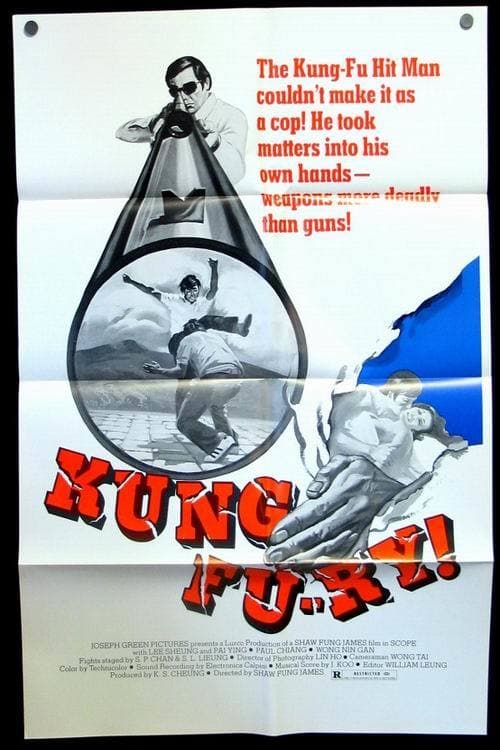 The Kung-Fu Hit Man
couldn't make it as
a cop! He took
matters into his
own hands—
weapons more deadly
than guns!
KUNG
FU..RY!
JOSEPH GREEN PICTURES presents a Lurco Production of a SHAW FUNG JAMES film in SCOPE
with LEE SHEUNG and PAI YING • PAUL CHIANG • WONG NIN GAN
Fights staged by S. P. CHAN & S. L. LIEUNG • Director of Photography LIN HO • Cameraman WONG TAI
Color by Technicolor • Sound Recording by Electronica Calpini • Musical Score by J. KOO • Editor WILLIAM LEUNG
Produced by K. S. CHEUNG • Directed by SHAW FUNG JAMES
R RESTRICTED